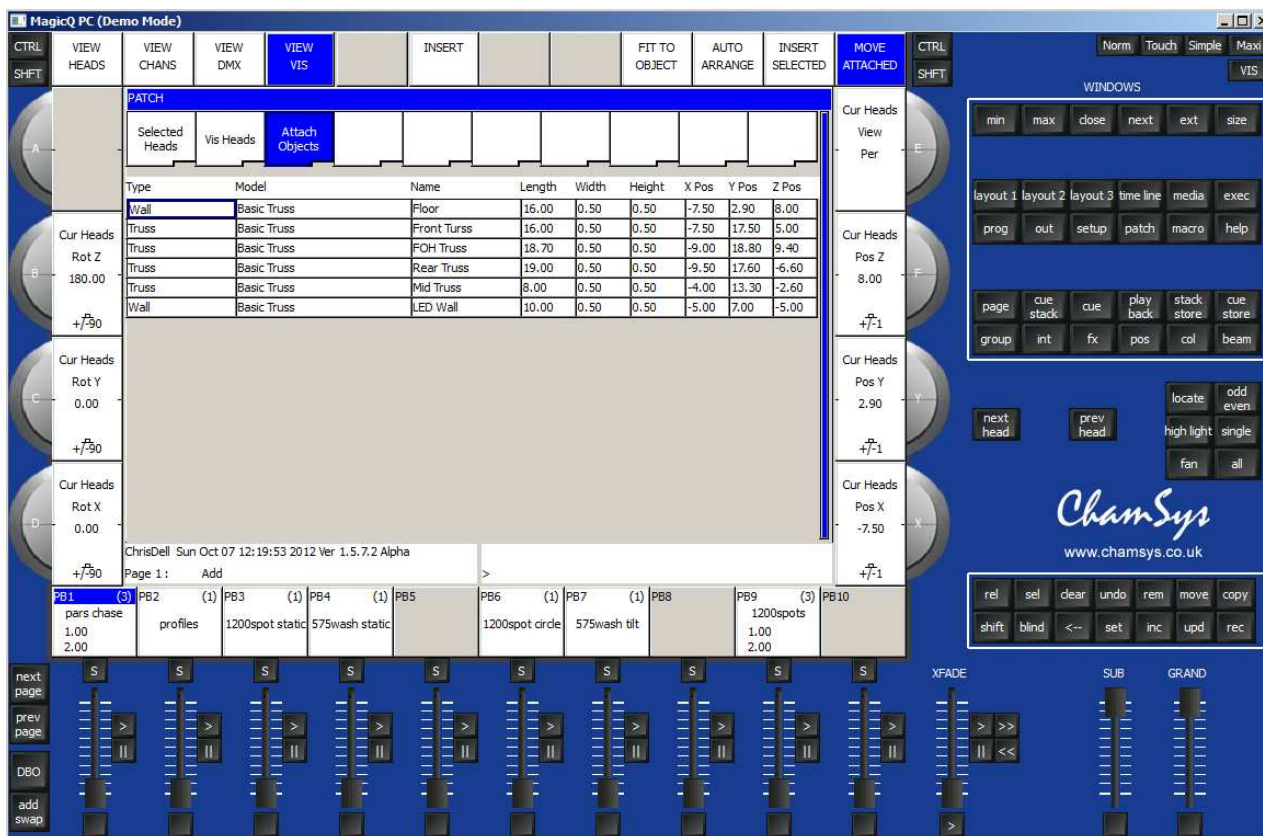 MagicQ PC (Demo Mode)
CTRL
SHFT
VIEW HEADS
VIEW CHANS
VIEW DMX
VIEW VIS
INSERT
FIT TO OBJECT
AUTO ARRANGE
INSERT SELECTED
MOVE ATTACHED
CTRL
SHFT
Norm Touch Simple Maxi
VIS
WINDOWS
PATCH
Selected Heads
Vis Heads
Attach Objects
Type Model Name Length Width Height X Pos Y Pos Z Pos
Wall Basic Truss Floor 16.00 0.50 0.50 -7.50 2.90 8.00
Truss Basic Truss Front Turss 16.00 0.50 0.50 -7.50 17.50 5.00
Truss Basic Truss FOH Truss 18.70 0.50 0.50 -9.00 18.80 9.40
Truss Basic Truss Rear Truss 19.00 0.50 0.50 -9.50 17.60 -6.60
Truss Basic Truss Mid Truss 8.00 0.50 0.50 -4.00 13.30 -2.60
Wall Basic Truss LED Wall 10.00 0.50 0.50 -5.00 7.00 -5.00
A
B
C
D
Cur Heads
Rot Z
180.00
+/-90
Cur Heads
Rot Y
0.00
+/-90
Cur Heads
Rot X
0.00
+/-90
Cur Heads
View
Per
Cur Heads
Pos Z
8.00
+/-1
Cur Heads
Pos Y
2.90
+/-1
Cur Heads
Pos X
-7.50
+/-1
E
F
Y
X
ChrisDell Sun Oct 07 12:19:53 2012 Ver 1.5.7.2 Alpha
Page 1 : Add
>
PB1 (3) PB2 (1) PB3 (1) PB4 (1) PB5 PB6 (1) PB7 (1) PB8 PB9 (3) PB10
pars chase
1.00
2.00
profiles
1200spot static
575wash static
1200spot circle
575wash tilt
1200spots
1.00
2.00
min max close next ext size
layout 1 layout 2 layout 3 time line media exec
prog out setup patch macro help
page cue stack cue play back stack store cue store
group int fx pos col beam
next head
prev head
locate odd even
high light single
fan all
ChamSys
www.chamsys.co.uk
rel sel clear undo rem move copy
shift blind <-- set inc upd rec
next page
prev page
DBO
add swap
S S S S S S S S S S
XFADE SUB GRAND
> > > > > > > > > > > >>
|| || || || || || || || || || || <<
>